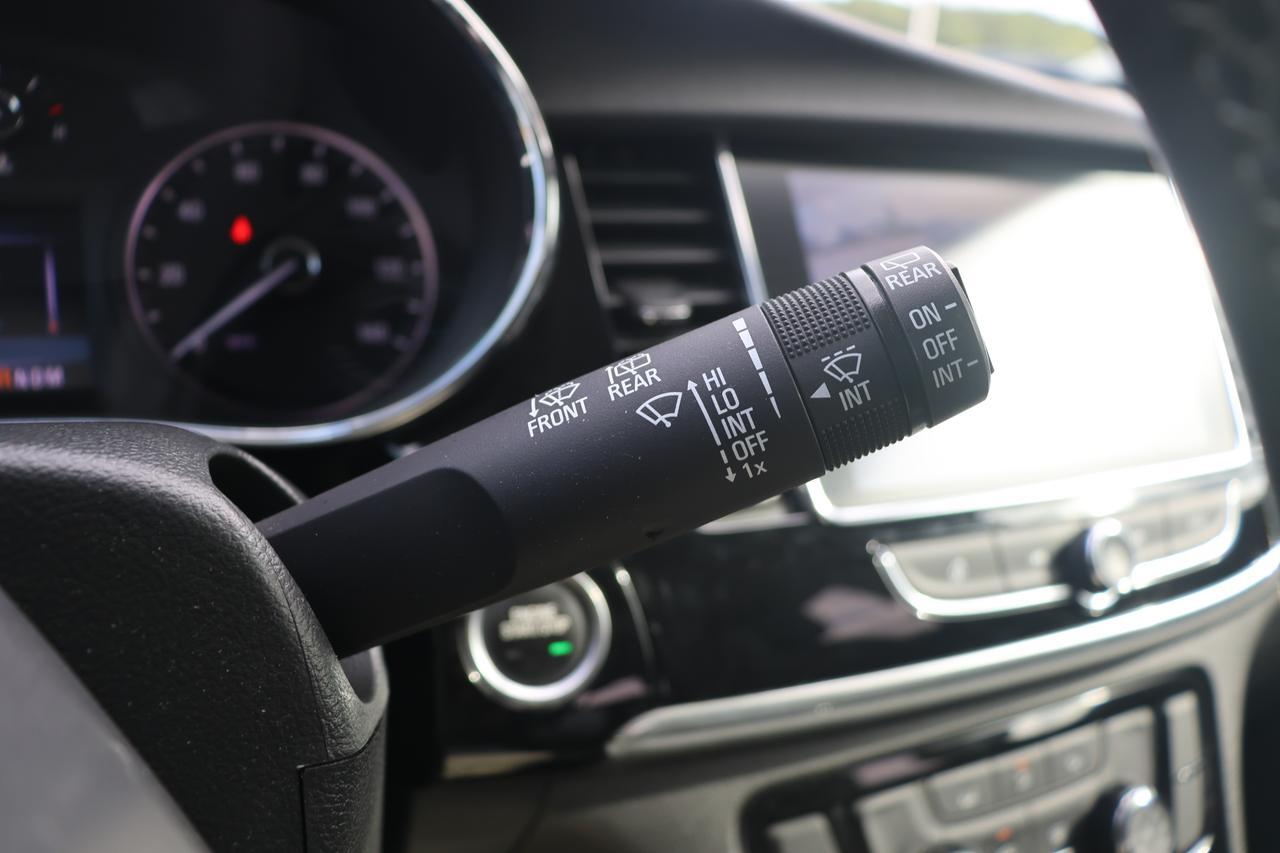 FRONT
REAR
HI
LO
INT
OFF
1x
INT
REAR
ON
OFF
INT